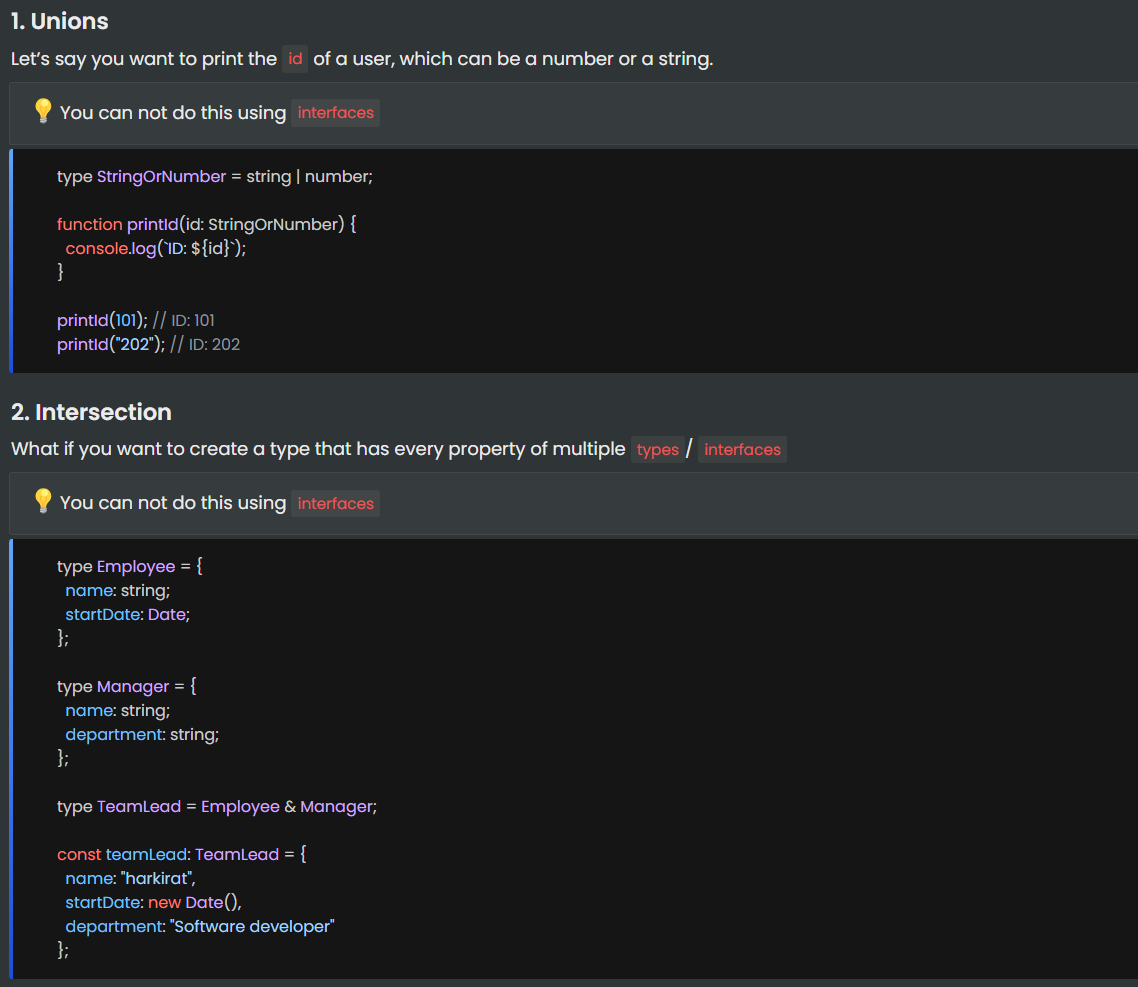 1. Unions
Let’s say you want to print the id of a user, which can be a number or a string.
💡 You can not do this using interfaces
type StringOrNumber = string | number;
function printId(id: StringOrNumber) {
console.log(`ID: ${id}`);
}
printId(101); // ID: 101
printId("202"); // ID: 202
2. Intersection
What if you want to create a type that has every property of multiple types / interfaces
💡 You can not do this using interfaces
type Employee = {
name: string;
startDate: Date;
};
type Manager = {
name: string;
department: string;
};
type TeamLead = Employee & Manager;
const teamLead: TeamLead = {
name: "harkirat",
startDate: new Date(),
department: "Software developer"
};